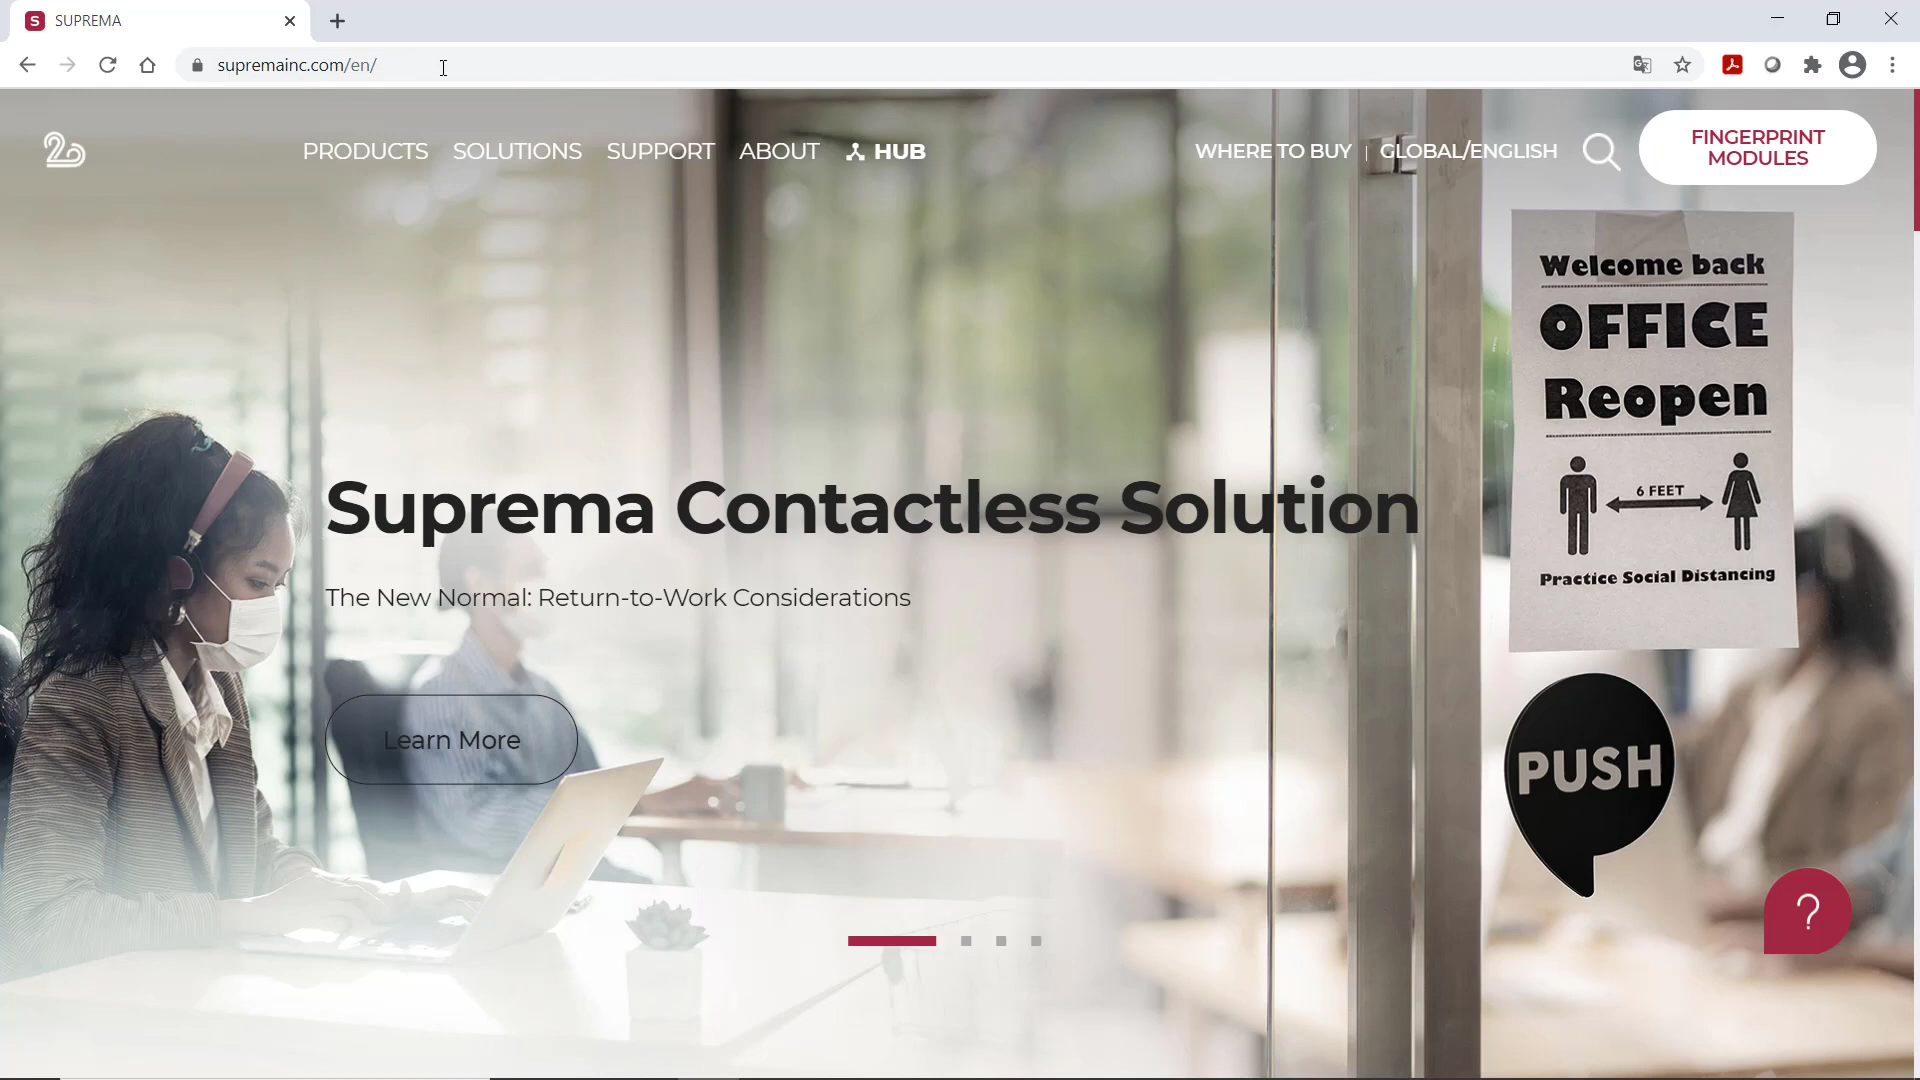 S SUPREMA
supremainc.com/en/
PRODUCTS SOLUTIONS SUPPORT ABOUT HUB WHERE TO BUY | GLOBAL/ENGLISH
FINGERPRINT
MODULES
Welcome back
OFFICE
Reopen
6 FEET
Practice Social Distancing
Suprema Contactless Solution
The New Normal: Return-to-Work Considerations
Learn More
PUSH
?